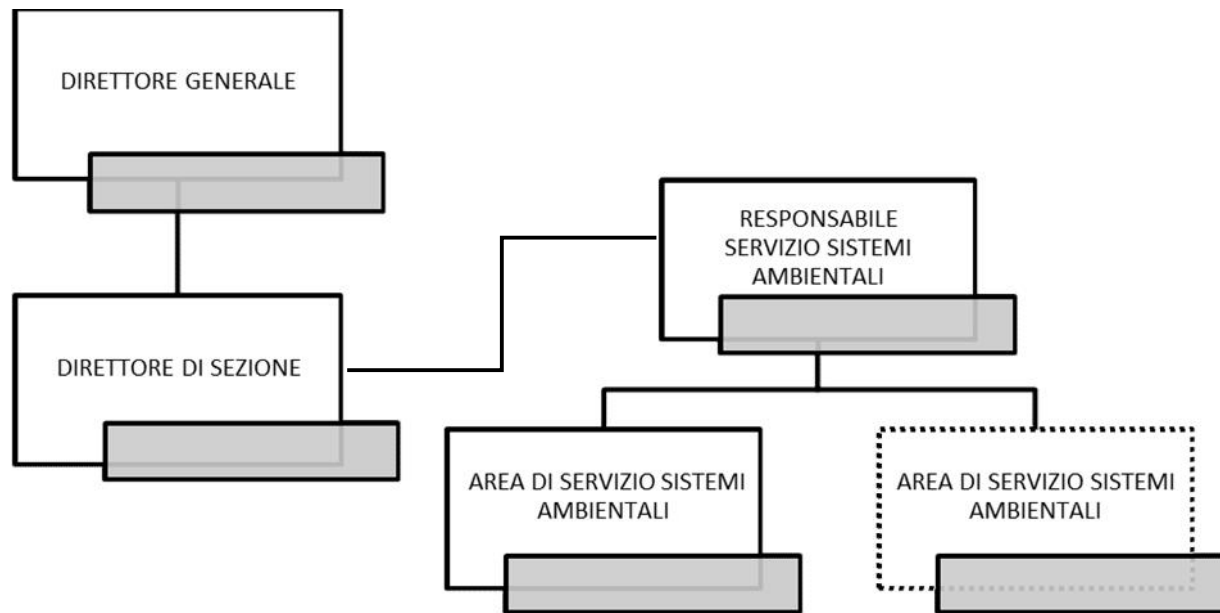 DIRETTORE GENERALE
DIRETTORE DI SEZIONE
RESPONSABILE
SERVIZIO SISTEMI
AMBIENTALI
AREA DI SERVIZIO SISTEMI
AMBIENTALI
AREA DI SERVIZIO SISTEMI
AMBIENTALI